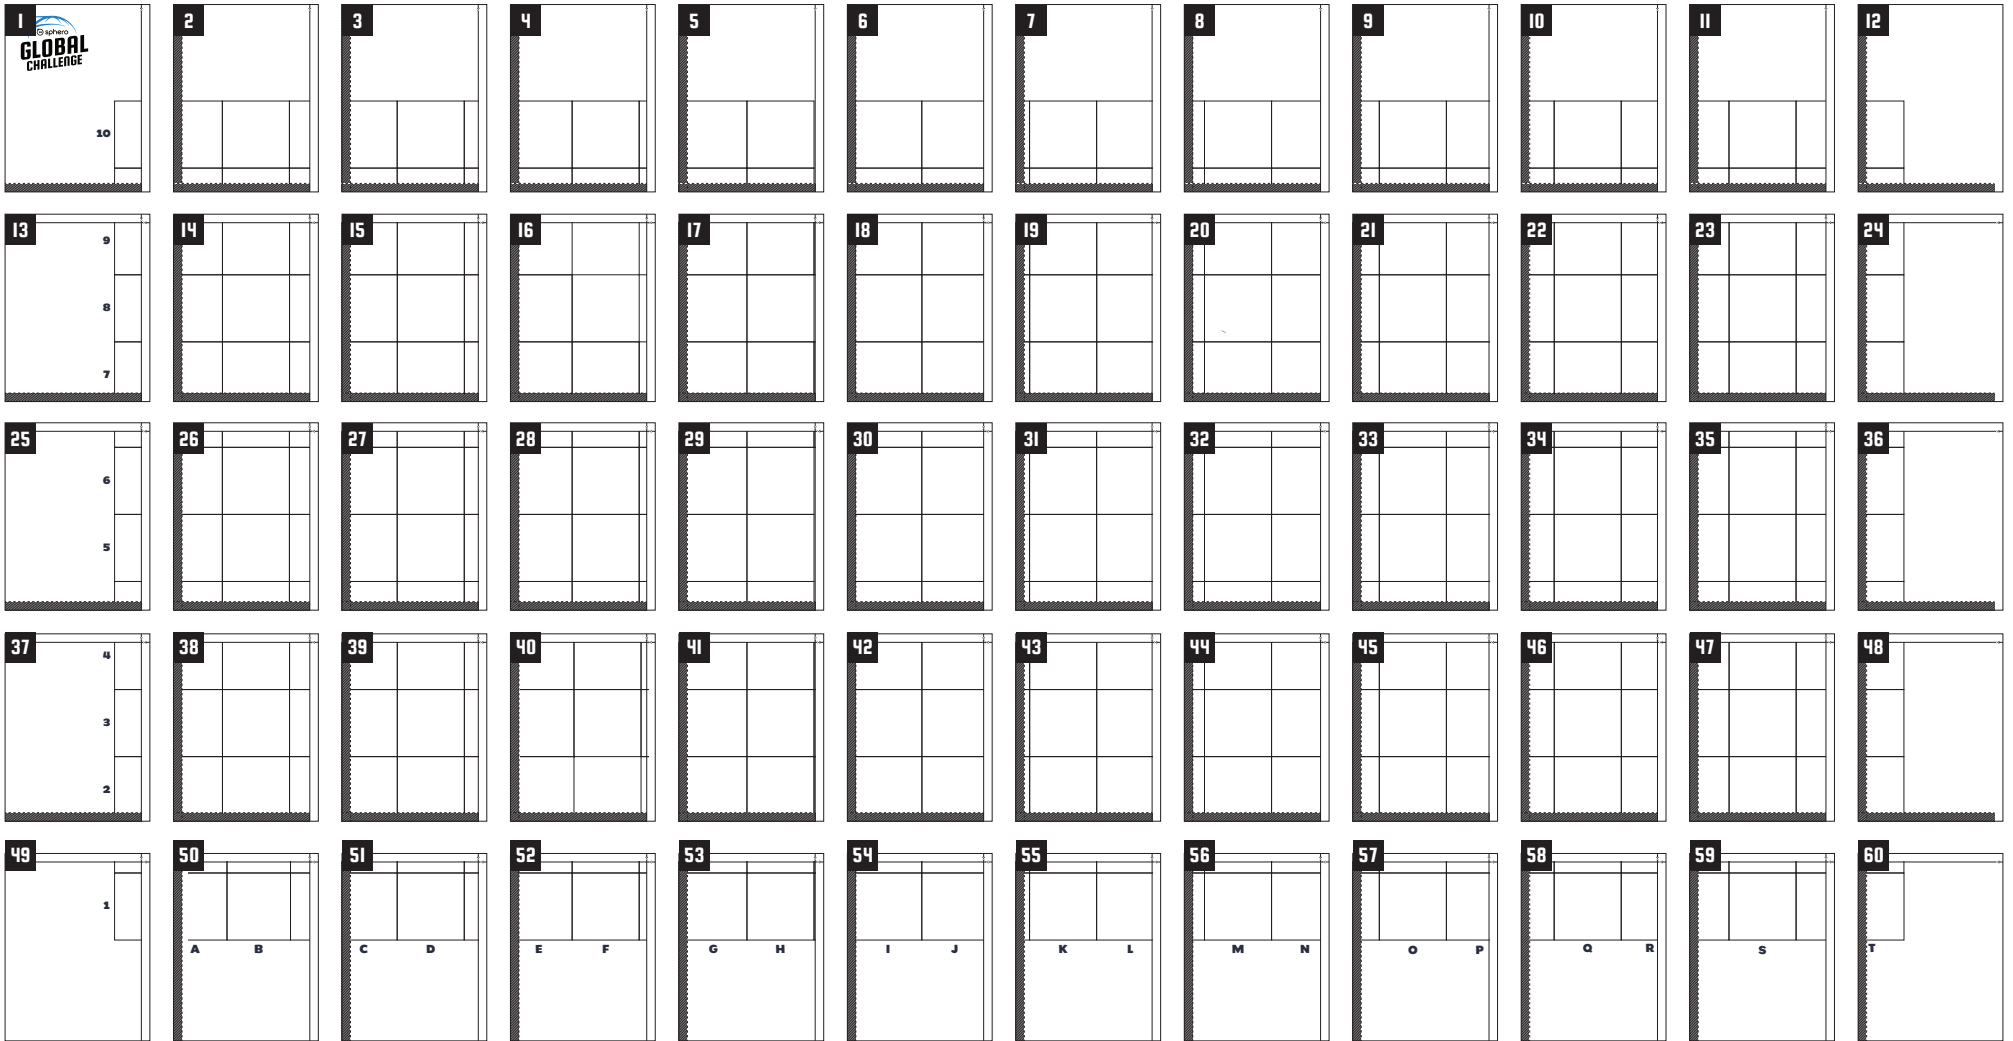 1 2 3 4 5 6 7 8 9 10 11 12
sphero
GLOBAL
CHALLENGE
10
13 14 15 16 17 18 19 20 21 22 23 24
9
8
7
25 26 27 28 29 30 31 32 33 34 35 36
6
5
37 38 39 40 41 42 43 44 45 46 47 48
4
3
2
49 50 51 52 53 54 55 56 57 58 59 60
1
A B C D E F G H I J K L M N O P Q R S T